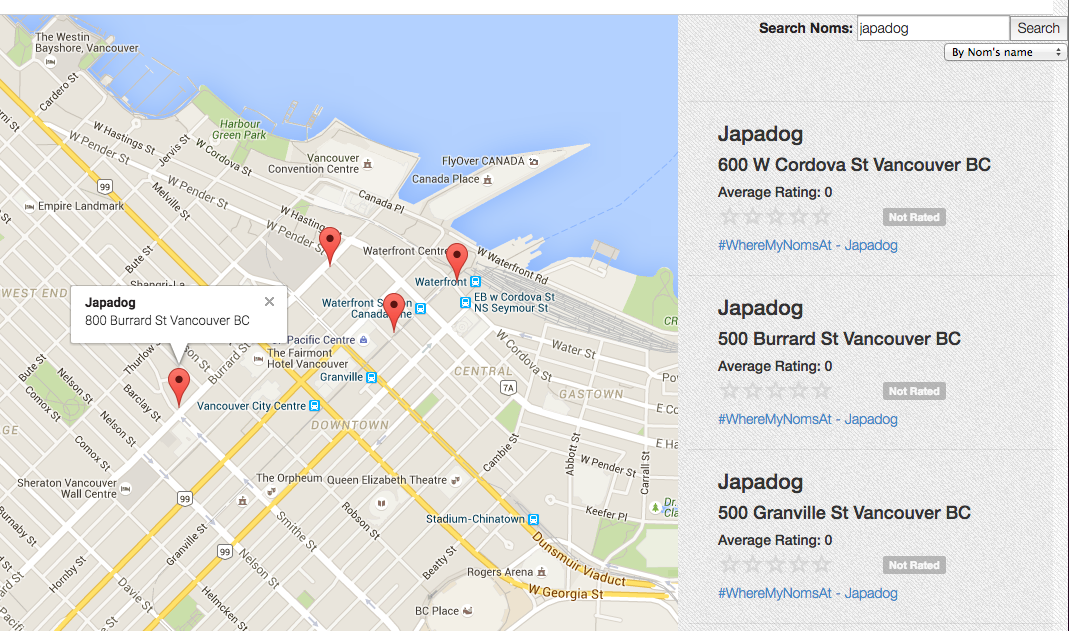 The Westin
Bayshore, Vancouver
Cardero St
Harbour
Green Park
W Hastings St
W Pender St
Jervis St
W Cordova St
Melville St
W Pender St
99
Empire Landmark
Bute St
Vancouver
Convention Centre
FlyOver CANADA
Canada Place
Canada Pl
W Hastings
W Pender St
Waterfront Centre
W Waterfront Rd
Waterfront
EB w Cordova St
NS Seymour St
Waterfront
Canada
Shangri-La
Japadog
800 Burrard St Vancouver BC
Pacific Centre
The Fairmont
Hotel Vancouver
Granville
Thurlow St
Burrard St
Bute St
Nelson St
Comox St
Barclay St
Nelson St
Comox St
Vancouver City Centre
DOWNTOWN
CENTRAL
7A
W Cordova St
Water St
GASTOWN
Cambie St
Abbott St
W Pender St
Carrall St
Keefer Pl
Sheraton Vancouver
Wall Centre
99
The Orpheum
Queen Elizabeth Theatre
Robson St
Smithe St
Nelson St
Granville St
99
Hornby St
Davie St
Helmcken St
Burnaby St
Beatty St
Stadium-Chinatown
Dunsmuir Viaduct
Rogers Arena
W Georgia St
BC Place
Search Noms:
japadog
Search
By Nom's name
Japadog
600 W Cordova St Vancouver BC
Average Rating: 0
Not Rated
#WhereMyNomsAt - Japadog
Japadog
500 Burrard St Vancouver BC
Average Rating: 0
Not Rated
#WhereMyNomsAt - Japadog
Japadog
500 Granville St Vancouver BC
Average Rating: 0
Not Rated
#WhereMyNomsAt - Japadog